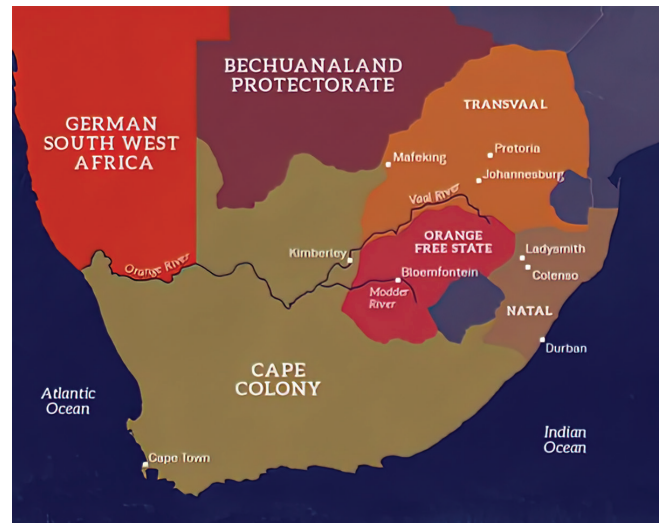 BECHUANALAND
PROTECTORATE
TRANSVAAL
GERMAN
SOUTH WEST
AFRICA
Pretoria
Mafeking
Johannesburg
Vaal River
ORANGE
FREE STATE
Ladysmith
Kimberley
Orange River
Bloemfontein
Colenso
Modder
River
NATAL
Durban
CAPE
COLONY
Atlantic
Ocean
Indian
Ocean
Cape Town